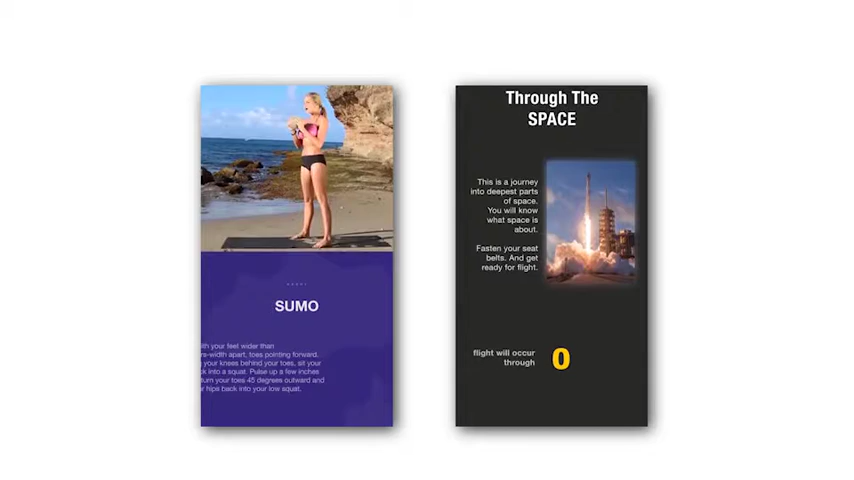 SUMO
ith your feet wider than
rs-width apart, toes pointing forward.
your knees behind your toes, sit your
ck into a squat. Pulse up a few inches
turn your toes 45 degrees outward and
r hips back into your low squat.
Through The
SPACE
This is a journey
into deepest parts
of space.
You will know
what space is
about.
Fasten your seat
belts. And get
ready for flight.
flight will occur
through
0